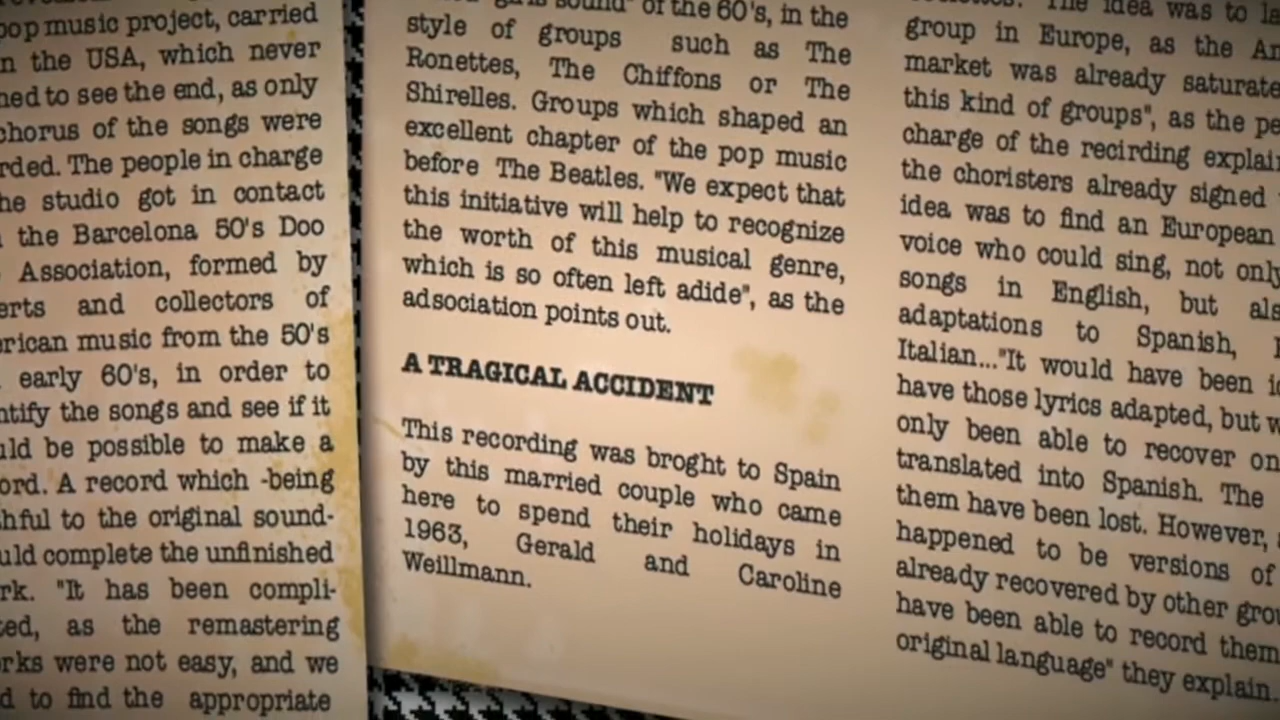 pop music project, carried
n the USA, which never
ned to see the end, as only
chorus of the songs were
rded. The people in charge
he studio got in contact
the Barcelona 50's Doo
Association, formed by
erts and collectors of
erican music from the 50's
early 60's, in order to
ntify the songs and see if it
uld be possible to make a
ord. A record which -being
hful to the original sound-
uld complete the unfinished
rk. "It has been compli-
ted, as the remastering
rks were not easy, and we
d to find the appropriate
sound" of the 60's, in the
style of groups such as The
Ronettes, The Chiffons or The
Shirelles. Groups which shaped an
excellent chapter of the pop music
before The Beatles. "We expect that
this initiative will help to recognize
the worth of this musical genre,
which is so often left adide", as the
adsociation points out.
A TRAGICAL ACCIDENT
This recording was broght to Spain
by this married couple who came
here to spend their holidays in
1963, Gerald and Caroline
Weillmann.
The idea was to la
group in Europe, as the Am
market was already saturate
this kind of groups", as the pe
charge of the recirding explai
the choristers already signed
idea was to find an European
voice who could sing, not only
songs in English, but als
adaptations to Spanish,
Italian..."It would have been i
have those lyrics adapted, but w
only been able to recover on
translated into Spanish. The
them have been lost. However,
happened to be versions of
already recovered by other grou
have been able to record them
original language" they explain.